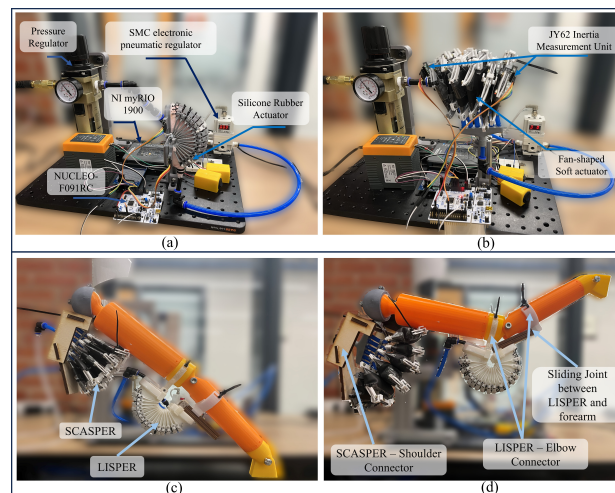 Pressure
Regulator
SMC electronic
pneumatic regulator
NI myRIO
1900
Silicone Rubber
Actuator
NUCLEO-
F091RC
(a)
JY62 Inertia
Measurement Unit
Fan-shaped
Soft actuator
(b)
SCASPER
LISPER
(c)
Sliding Joint
between
LISPER and
forearm
SCASPER – Shoulder
Connector
LISPER – Elbow
Connector
(d)